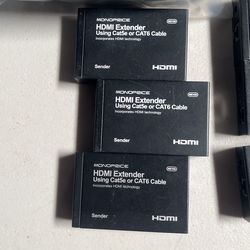 MONOPRICE
HDMI Extender
Using Cat5e or CAT6 Cable
Incorporates HDMI technology
Sender
HDMI
MONOPRICE
HDMI Extender
Using Cat5e or CAT6 Cable
Incorporates HDMI technology
Sender
HDMI
MONOPRICE
HDMI Extender
Using Cat5e or CAT6 Cable
Incorporates HDMI technology
Sender
HDMI